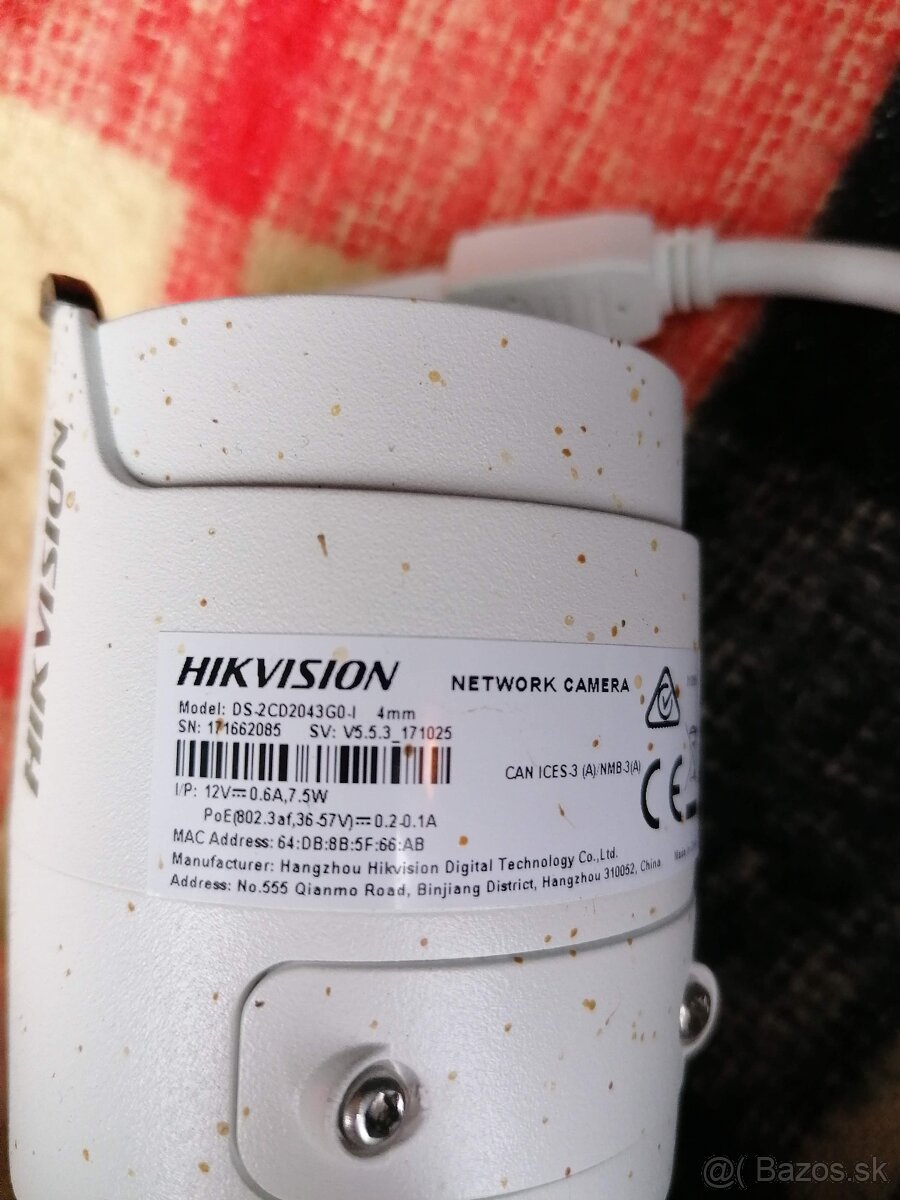 HIKVISION
HIKVISION NETWORK CAMERA
Model: DS-2CD2043G0-I 4mm
SN: 171662085 SV: V5.5.3_171025
CAN ICES-3 (A)/NMB-3(A)
I/P: 12V⎓0.6A,7.5W
PoE(802.3af,36-57V)⎓0.2-0.1A
CE
MAC Address: 64:DB:8B:5F:66:AB
Manufacturer: Hangzhou Hikvision Digital Technology Co.,Ltd.
Address: No.555 Qianmo Road, Binjiang District, Hangzhou 310052, China
@( Bazos.sk